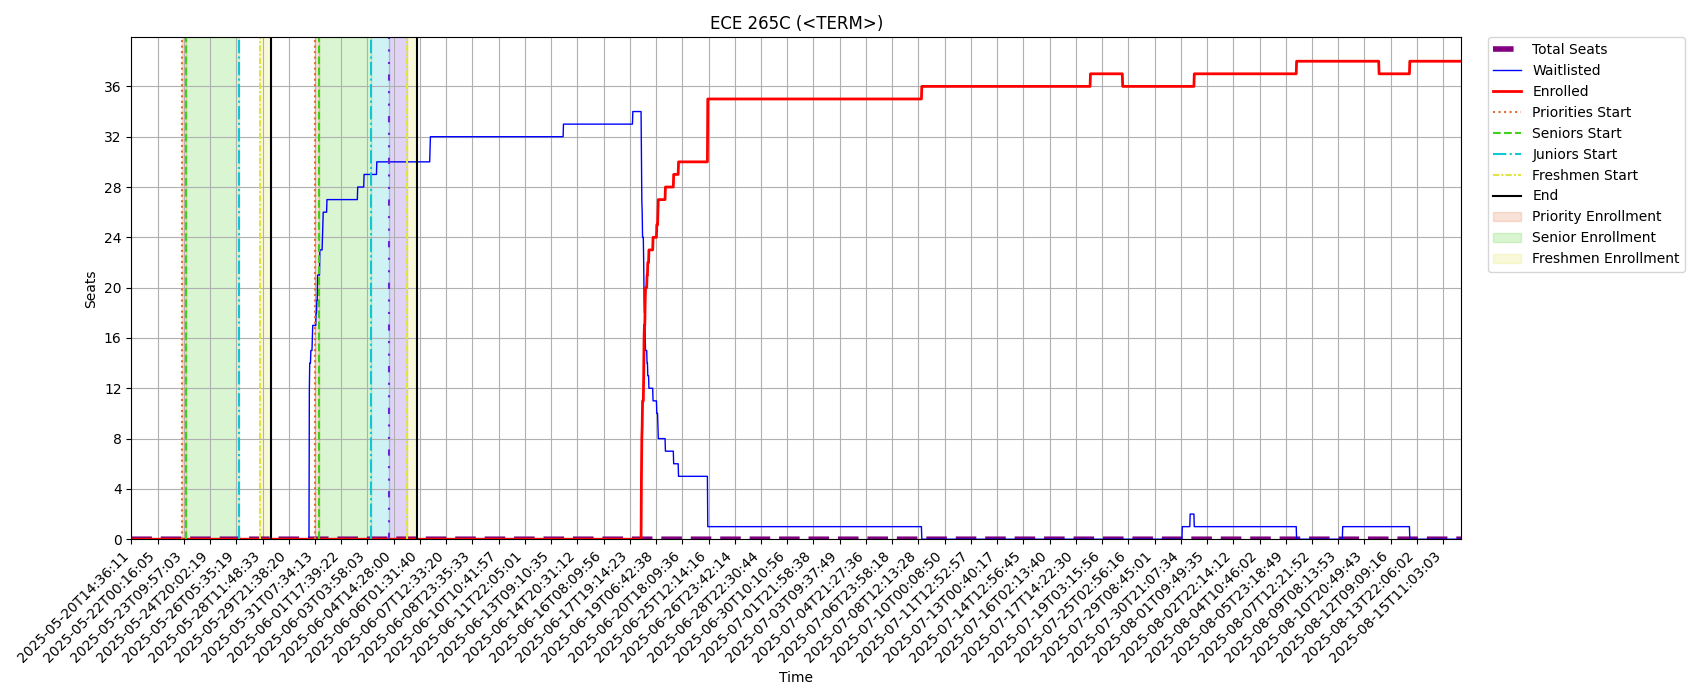 ECE 265C (<TERM>)
Total Seats
Waitlisted
Enrolled
Priorities Start
Seniors Start
Juniors Start
Freshmen Start
End
Priority Enrollment
Senior Enrollment
Freshmen Enrollment
Seats
36
32
28
24
20
16
12
8
4
0
2025-05-20T14:36:11
2025-05-22T00:16:05
2025-05-23T09:57:03
2025-05-24T20:02:19
2025-05-26T05:35:19
2025-05-28T11:48:33
2025-05-29T21:38:20
2025-05-31T07:34:13
2025-06-01T17:39:22
2025-06-03T03:58:03
2025-06-04T14:28:00
2025-06-06T01:31:40
2025-06-07T12:33:20
2025-06-08T23:35:33
2025-06-10T10:41:57
2025-06-11T22:05:01
2025-06-13T09:10:35
2025-06-14T20:31:12
2025-06-16T08:09:56
2025-06-17T19:14:23
2025-06-19T06:42:38
2025-06-20T18:09:36
2025-06-25T12:14:16
2025-06-26T23:42:14
2025-06-28T22:30:44
2025-06-30T10:10:56
2025-07-01T21:58:38
2025-07-03T09:37:49
2025-07-04T21:27:36
2025-07-06T23:58:18
2025-07-08T12:13:28
2025-07-10T00:08:50
2025-07-11T12:52:57
2025-07-13T00:40:17
2025-07-14T12:56:45
2025-07-16T02:13:40
2025-07-17T14:22:30
2025-07-19T03:15:56
2025-07-25T02:56:16
2025-07-29T08:45:01
2025-07-30T21:07:34
2025-08-01T09:49:35
2025-08-02T22:14:12
2025-08-04T10:46:02
2025-08-05T23:18:49
2025-08-07T12:21:52
2025-08-09T08:13:53
2025-08-10T20:49:43
2025-08-12T09:09:16
2025-08-13T22:06:02
2025-08-15T11:03:03
Time